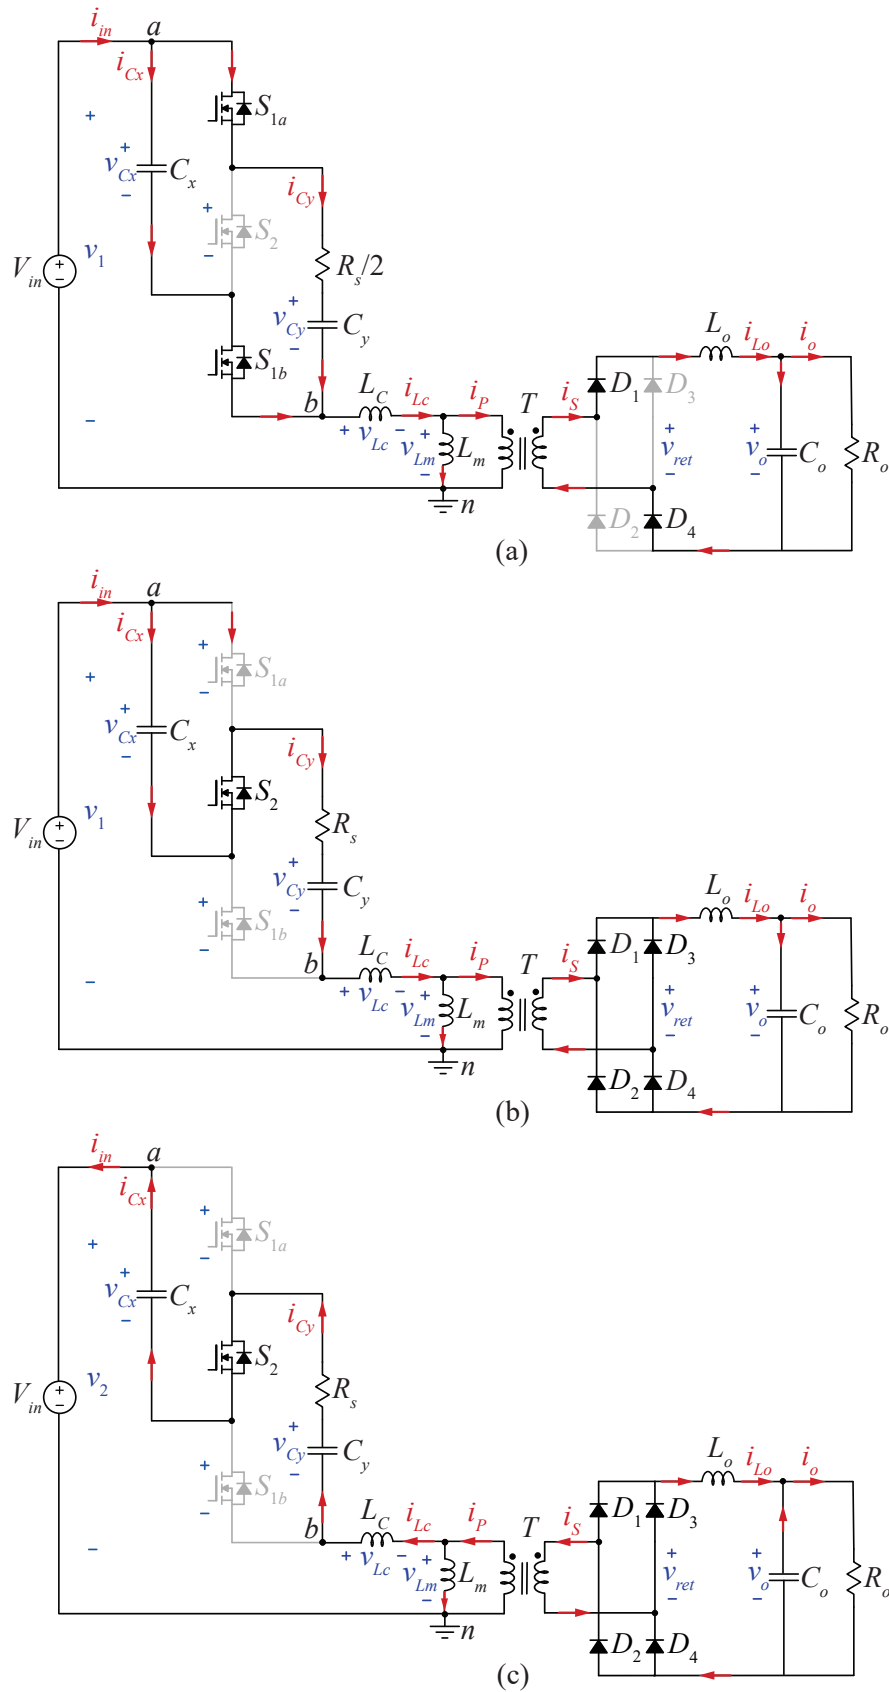 i_in a
i_Cx
+ S_1a
v_Cx + − C_x
i_Cy
+ − S_2
v_1 R_s/2
V_in + −
v_Cy + − C_y
S_1b L_o i_Lo i_o
L_C i_Lc i_P T i_S D_1 D_3
− b + v_Lc − v_Lm + − L_m v_ret + − v_o + − C_o R_o
n D_2 D_4
(a)
i_in a
i_Cx
+ + − S_1a
v_Cx + − C_x
i_Cy
S_2
v_1 R_s
V_in + −
v_Cy + − C_y
+ − S_1b L_o i_Lo i_o
L_C i_Lc i_P T i_S D_1 D_3
− b + v_Lc − v_Lm + − L_m v_ret + − v_o + − C_o R_o
n D_2 D_4
(b)
i_in a
i_Cx
+ + − S_1a
v_Cx + − C_x
i_Cy
S_2
v_2 R_s
V_in + −
v_Cy + − C_y
+ − S_1b L_o i_Lo i_o
L_C i_Lc i_P T i_S D_1 D_3
− b + v_Lc − v_Lm + − L_m v_ret + − v_o + − C_o R_o
n D_2 D_4
(c)